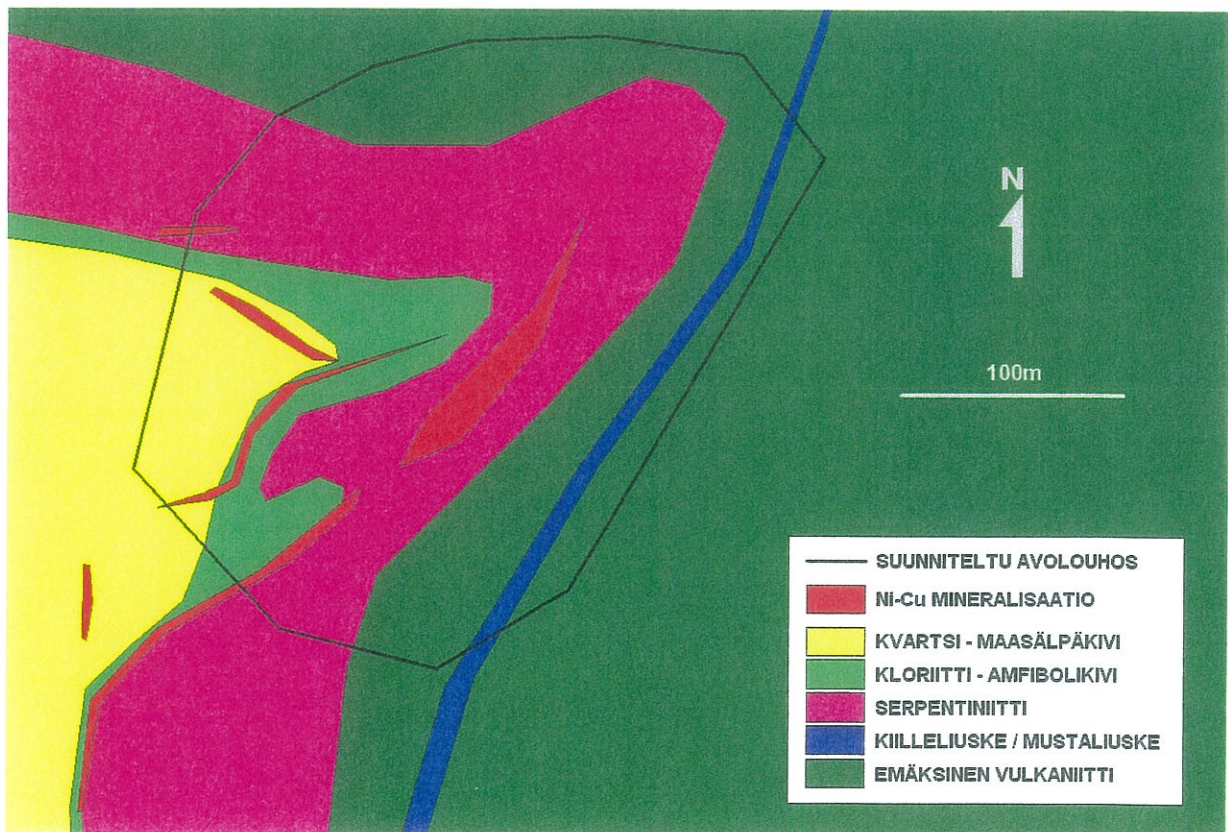 N
100m
SUUNNITELTU AVOLOUHOS
Ni-Cu MINERALISAATIO
KVARTSI - MAASÄLPÄKIVI
KLORIITTI - AMFIBOLIKIVI
SERPENTINIITTI
KIILLELIUSKE / MUSTALIUSKE
EMÄKSINEN VULKANIITTI